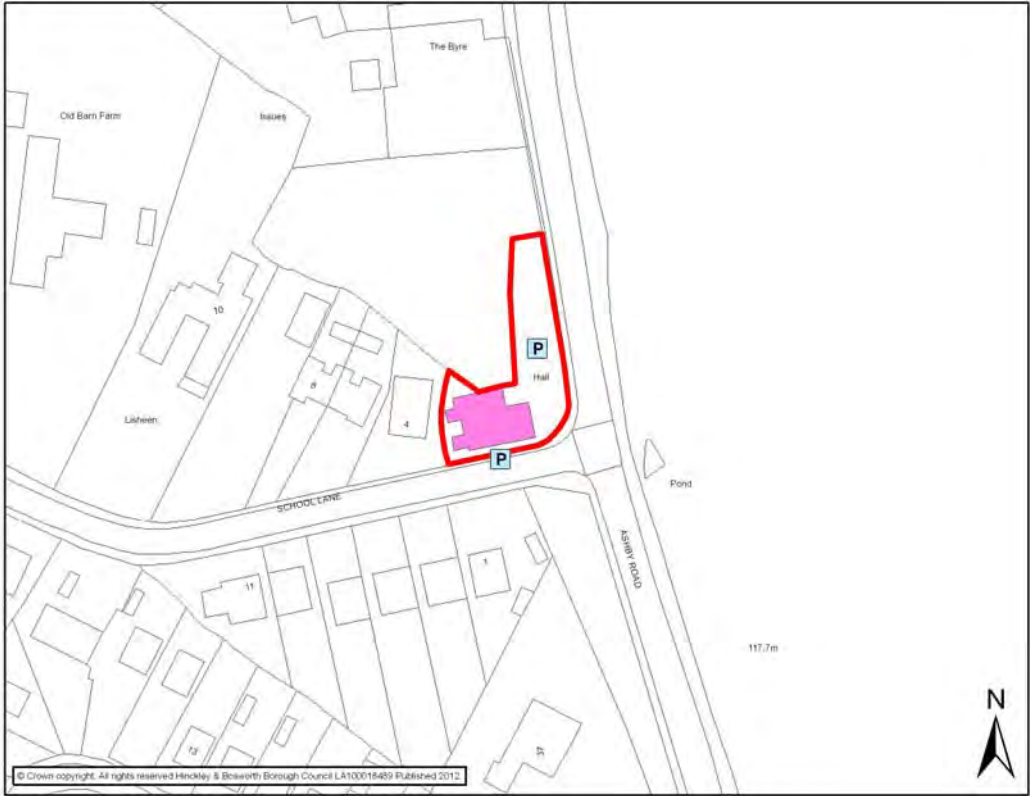 The Byre
Old Barn Farm
Issues
10
P
Hall
8
4
Lisheen
P
SCHOOL LANE
Pond
ASHBY ROAD
11
1
117.7m
N
37
13
© Crown copyright. All rights reserved Hinckley & Bosworth Borough Council LA100018489 Published 2012